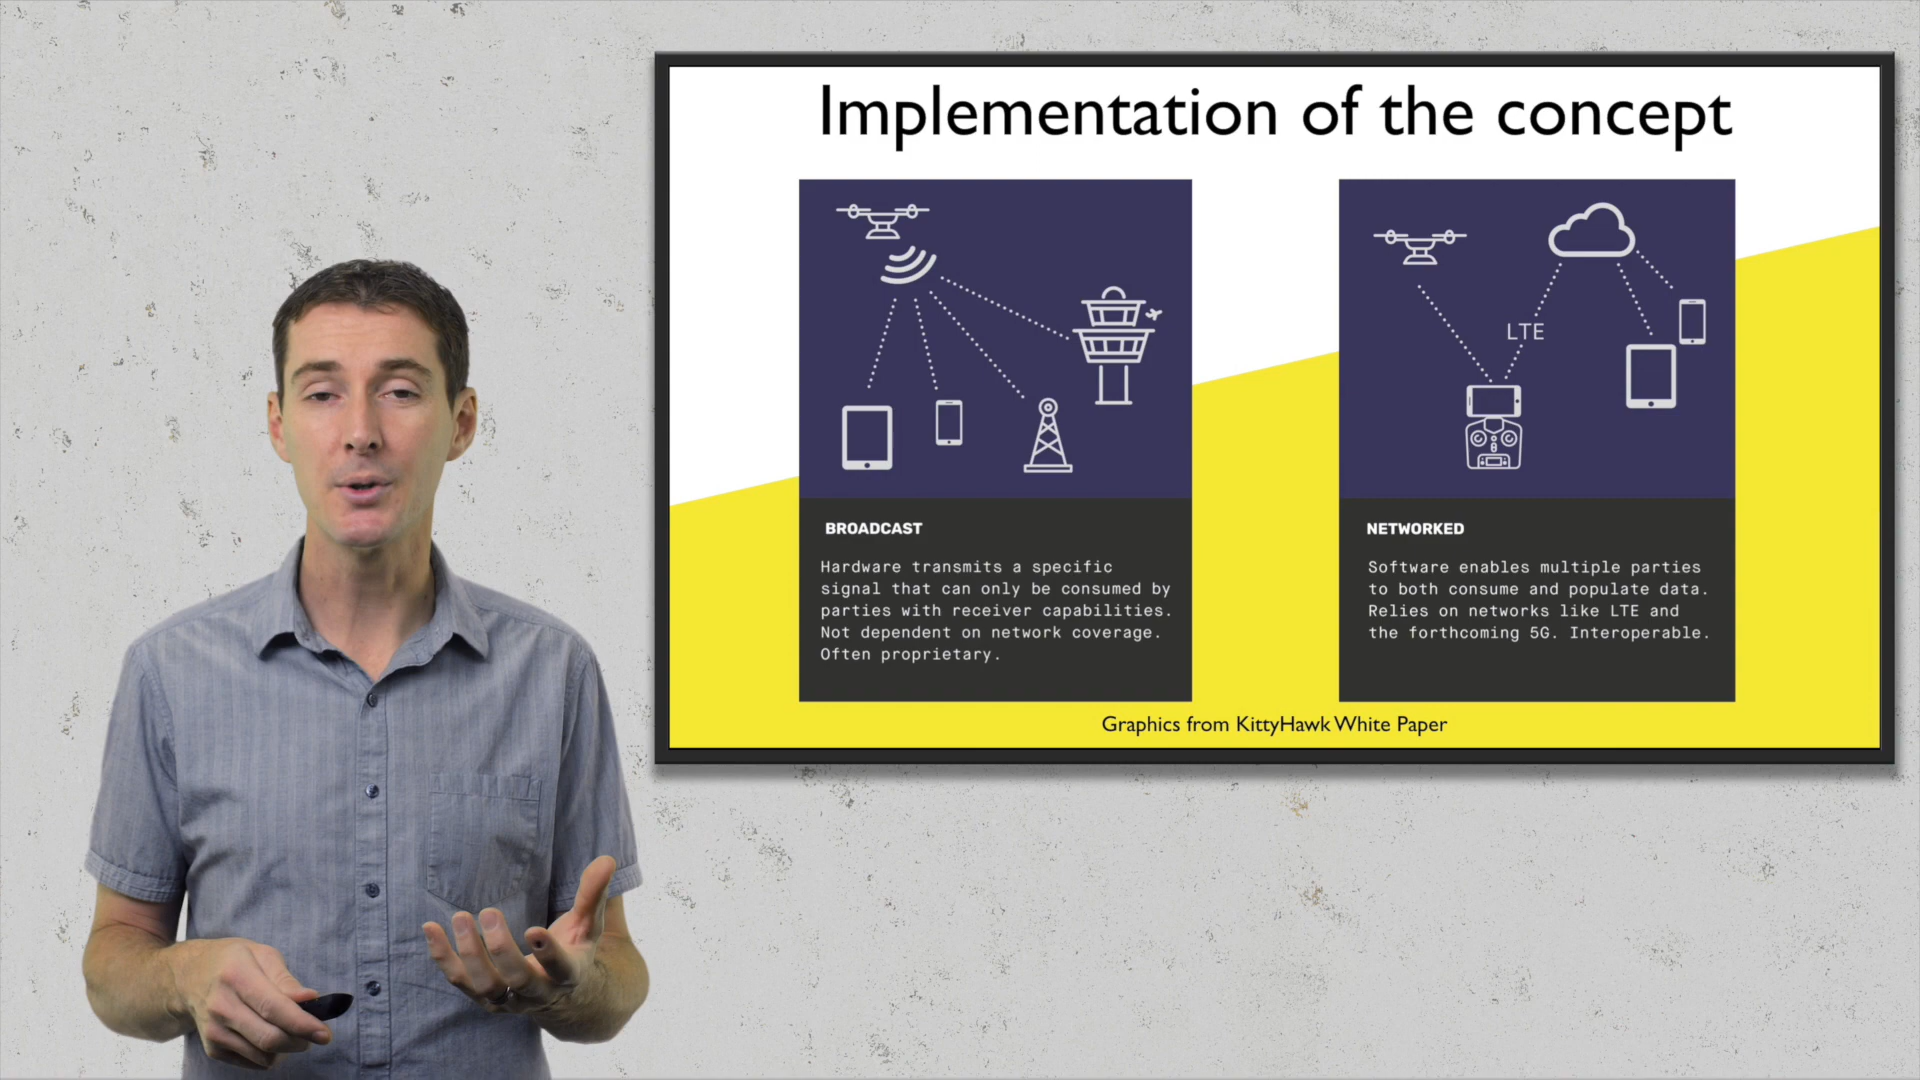 Implementation of the concept
LTE
BROADCAST
Hardware transmits a specific
signal that can only be consumed by
parties with receiver capabilities.
Not dependent on network coverage.
Often proprietary.
NETWORKED
Software enables multiple parties
to both consume and populate data.
Relies on networks like LTE and
the forthcoming 5G. Interoperable.
Graphics from KittyHawk White Paper